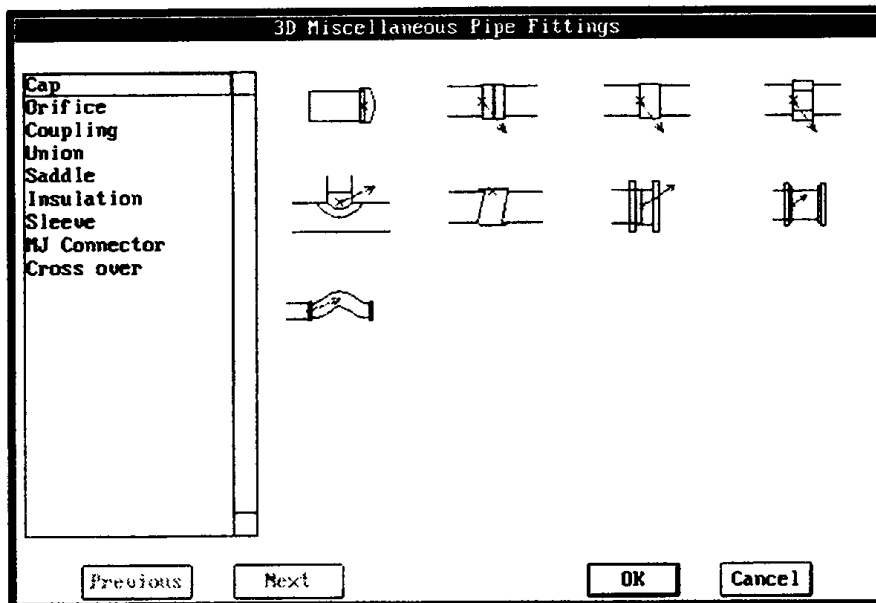 3D Miscellaneous Pipe Fittings
Cap
Orifice
Coupling
Union
Saddle
Insulation
Sleeve
MJ Connector
Cross over
Previous
Next
OK
Cancel